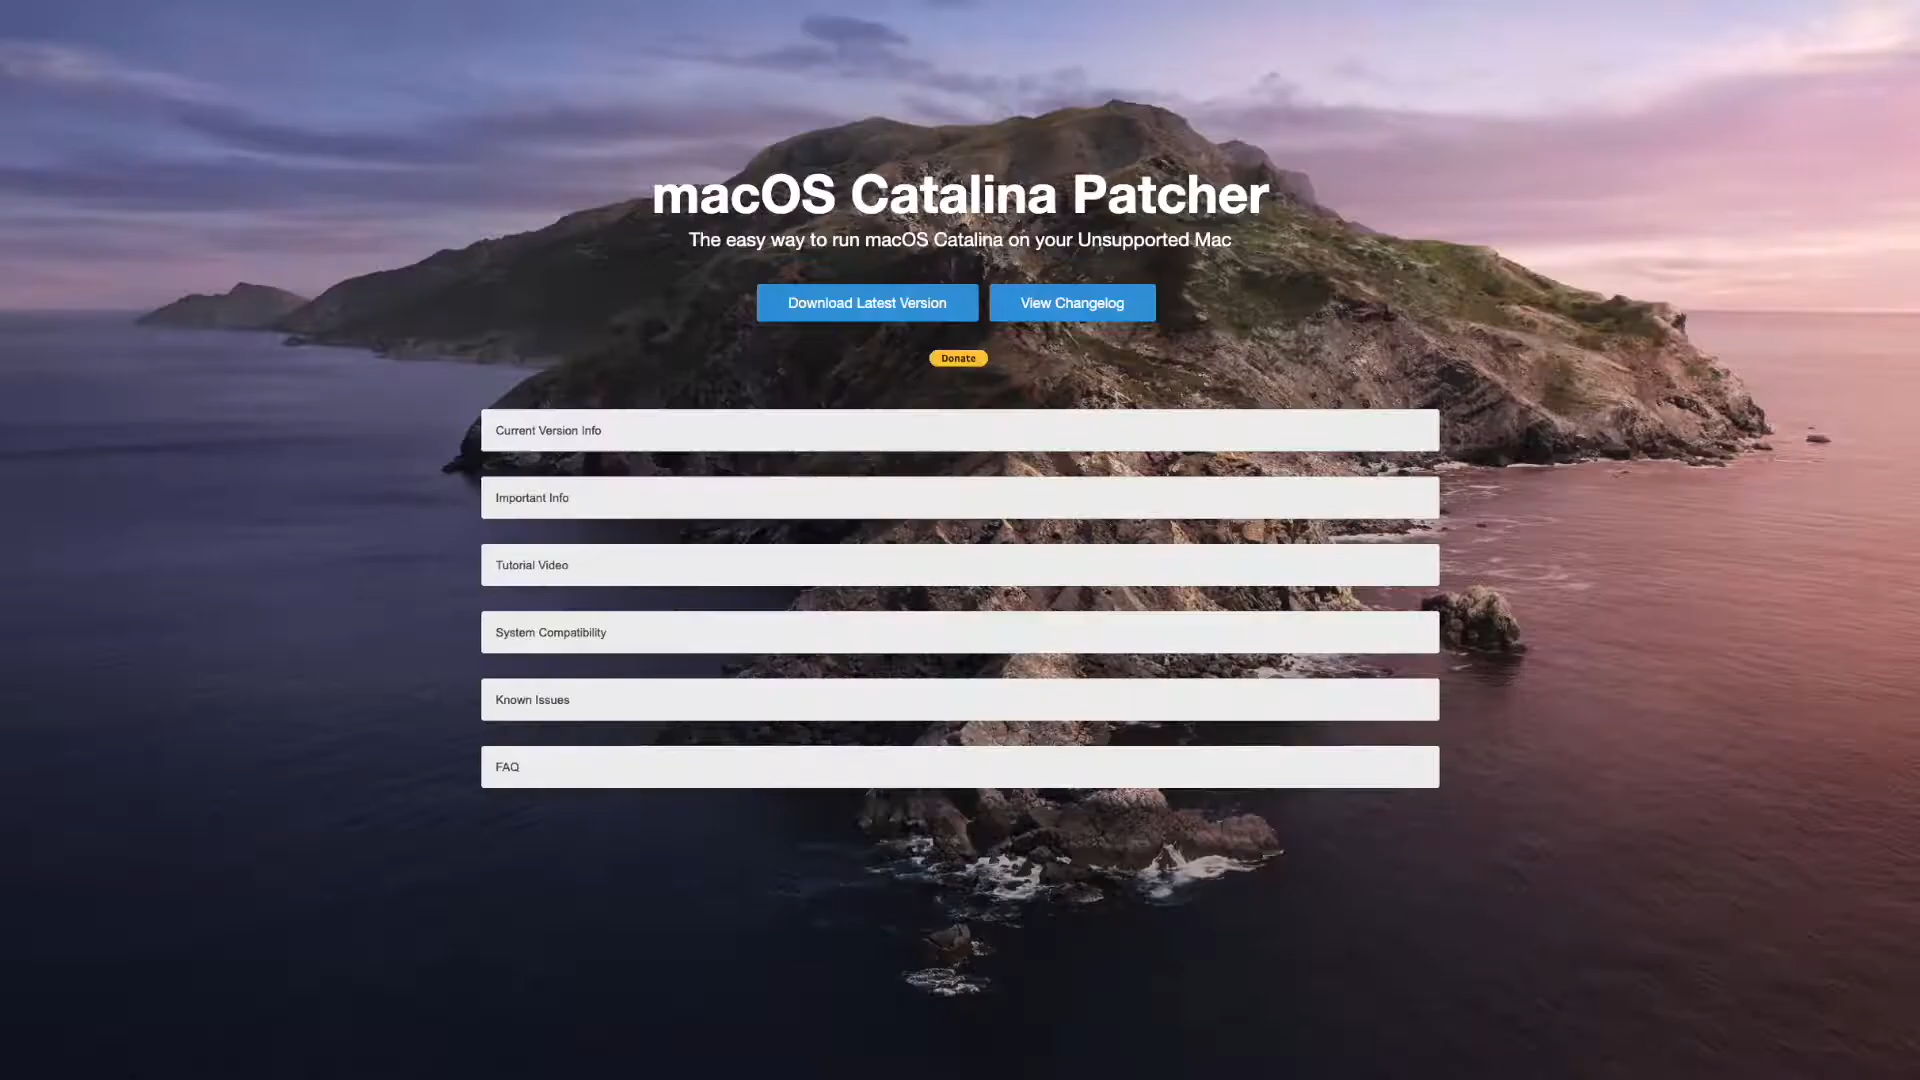 macOS Catalina Patcher
The easy way to run macOS Catalina on your Unsupported Mac
Download Latest Version
View Changelog
Donate
Current Version Info
Important Info
Tutorial Video
System Compatibility
Known Issues
FAQ